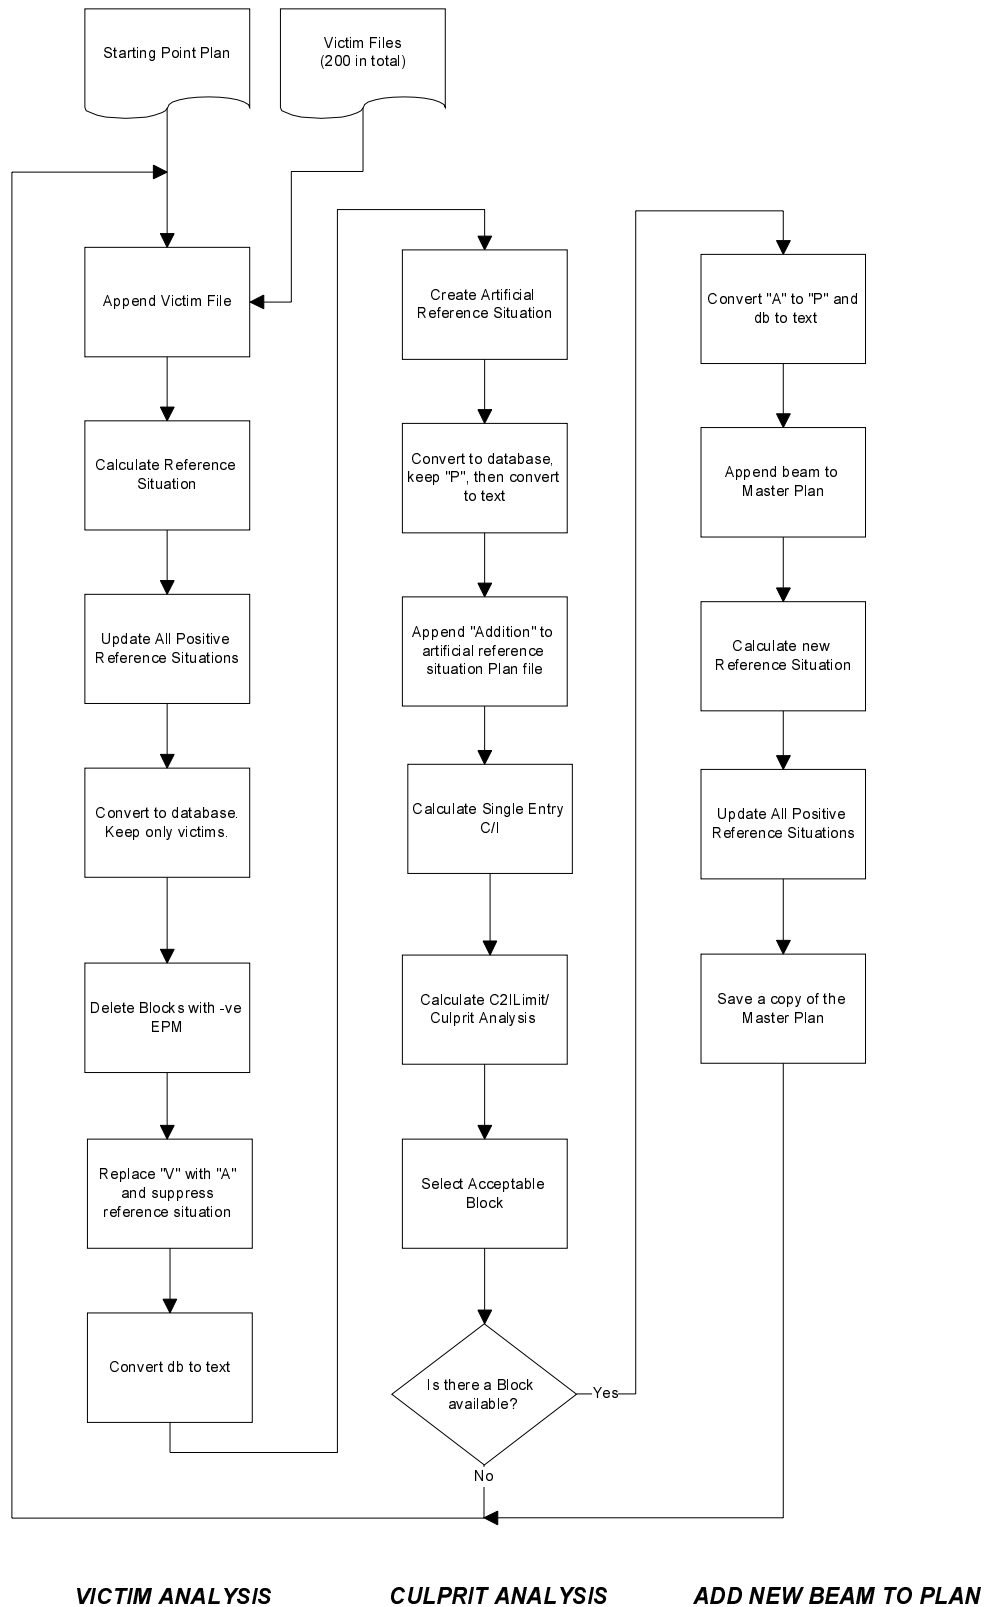 Starting Point Plan
Victim Files
(200 in total)
Append Victim File
Calculate Reference
Situation
Update All Positive
Reference Situations
Convert to database.
Keep only victims.
Delete Blocks with -ve
EPM
Replace "V" with "A"
and suppress
reference situation
Convert db to text
Create Artificial
Reference Situation
Convert to database,
keep "P", then convert
to text
Append "Addition" to
artificial reference
situation Plan file
Calculate Single Entry
C/I
Calculate C2ILimit/
Culprit Analysis
Select Acceptable
Block
Is there a Block
available?
Yes
No
Convert "A" to "P" and
db to text
Append beam to
Master Plan
Calculate new
Reference Situation
Update All Positive
Reference Situations
Save a copy of the
Master Plan
VICTIM ANALYSIS
CULPRIT ANALYSIS
ADD NEW BEAM TO PLAN